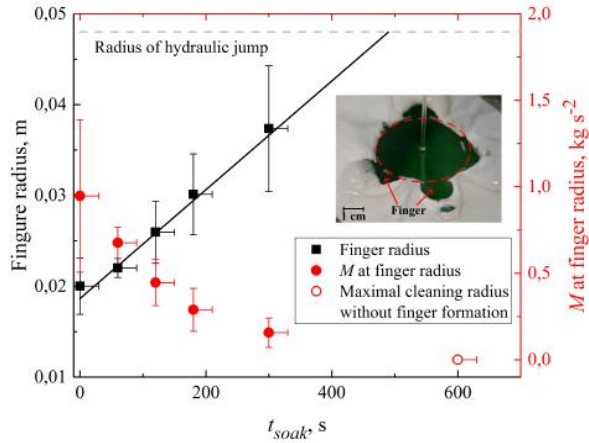 0,05
0,04
0,03
0,02
0,01
Fingure radius, m
Radius of hydraulic jump
2,0
1,5
1,0
0,5
0,0
M at finger radius, kg s-2
1 cm
Finger
Finger radius
M at finger radius
Maximal cleaning radius
without finger formation
0
200
400
600
t_soak, s